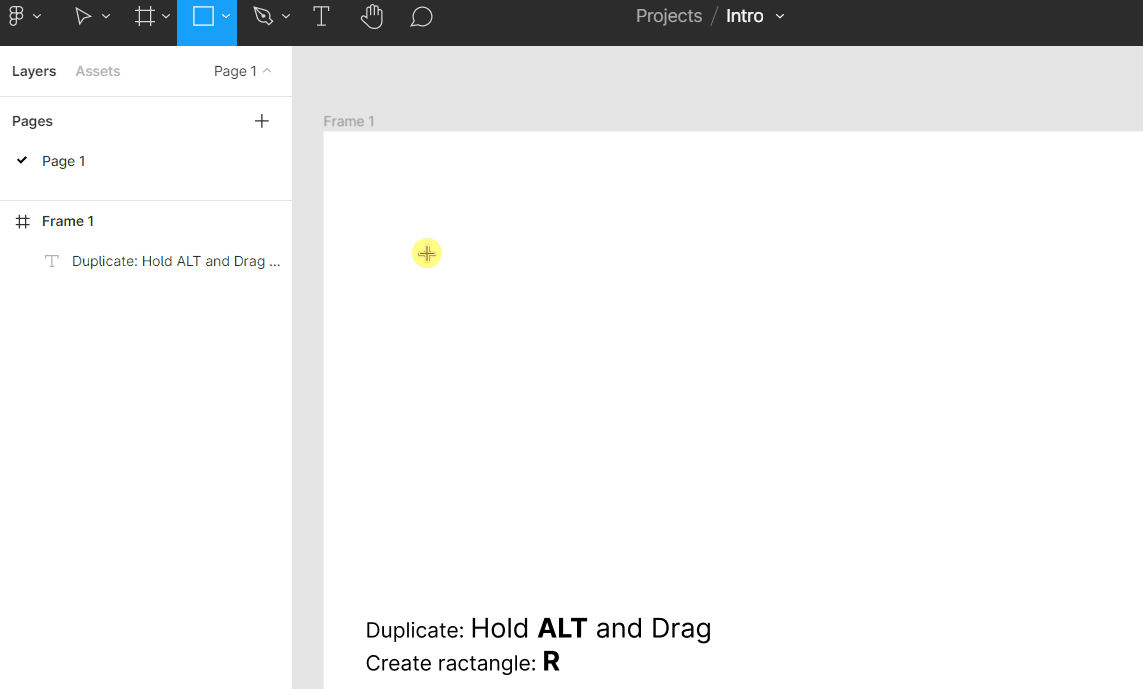 Projects / Intro
Layers Assets Page 1
Pages
Page 1
Frame 1
Frame 1
Duplicate: Hold ALT and Drag ...
Duplicate: Hold ALT and Drag
Create ractangle: R